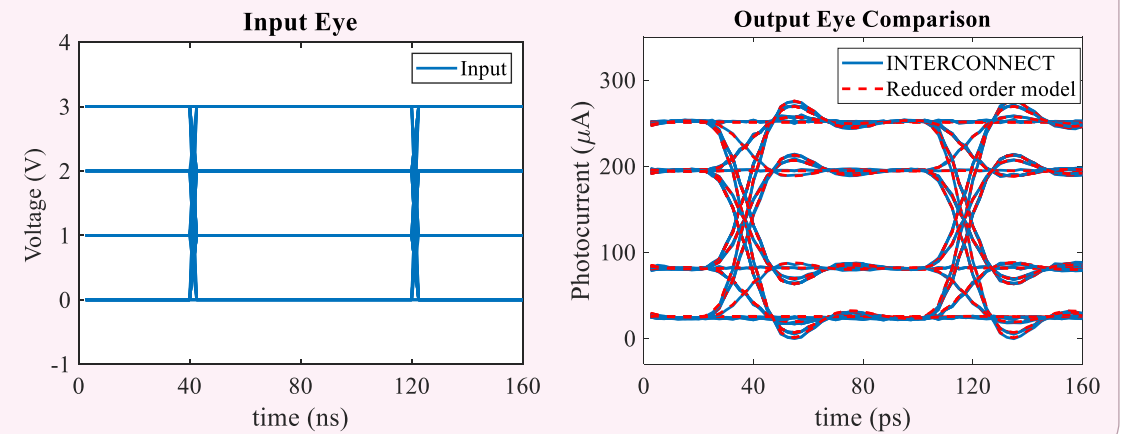 Input Eye
4
3
2
1
0
-1
Voltage (V)
Input
0 40 80 120 160
time (ns)
Output Eye Comparison
300
200
100
0
Photocurrent (μA)
INTERCONNECT
Reduced order model
0 40 80 120 160
time (ps)